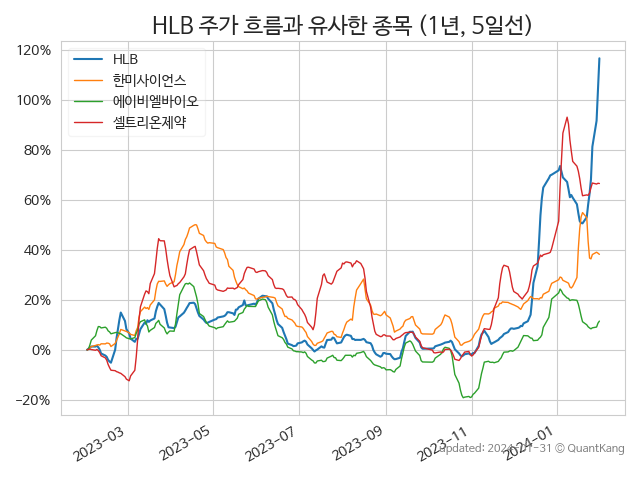 HLB 주가 흐름과 유사한 종목 (1년, 5일선)
HLB
한미사이언스
에이비엘바이오
셀트리온제약
120%
100%
80%
60%
40%
20%
0%
−20%
2023-03
2023-05
2023-07
2023-09
2023-11
2024-01
updated: 2024-01-31 © QuantKang